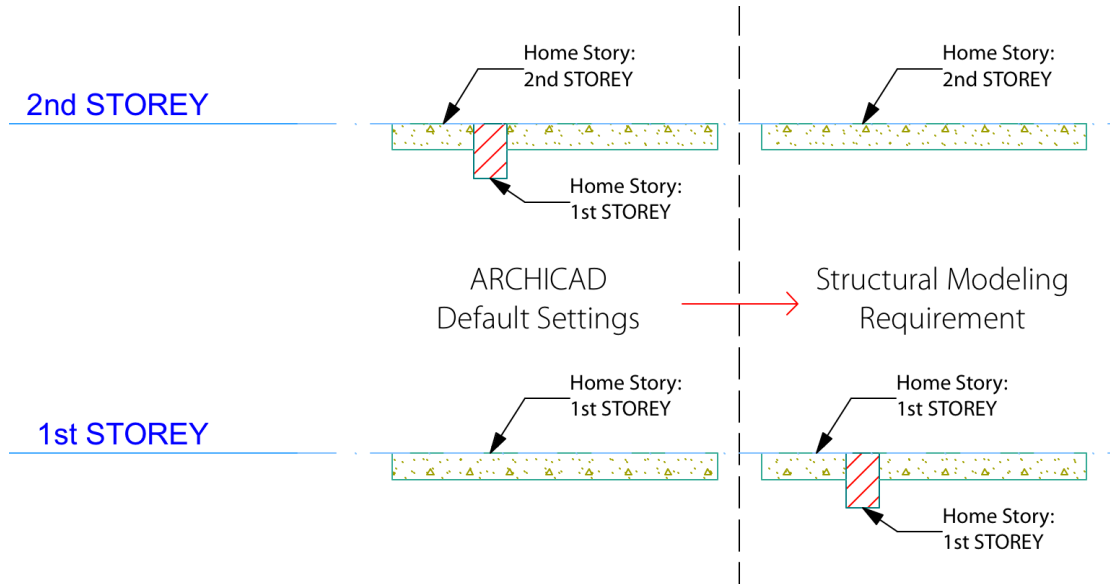 Home Story:
2nd STOREY
Home Story:
2nd STOREY
2nd STOREY
Home Story:
1st STOREY
ARCHICAD
Default Settings
Structural Modeling
Requirement
Home Story:
1st STOREY
Home Story:
1st STOREY
1st STOREY
Home Story:
1st STOREY